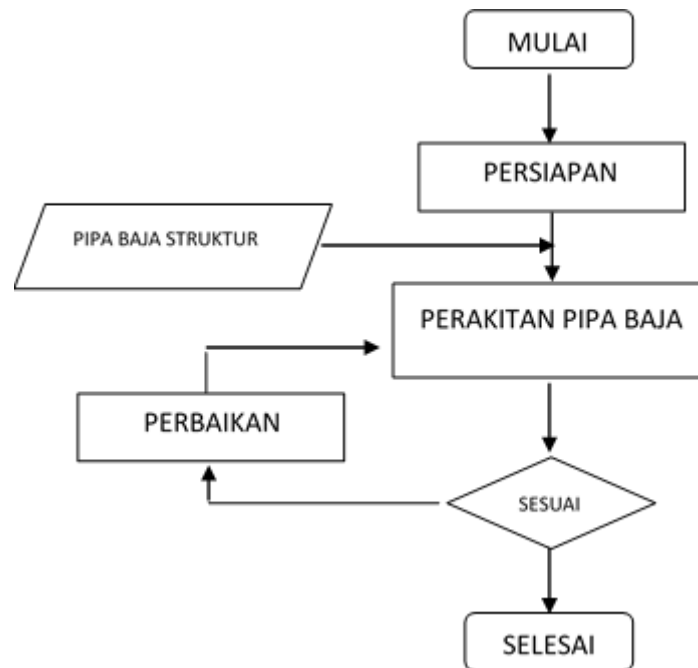 MULAI
PERSIAPAN
PIPA BAJA STRUKTUR
PERAKITAN PIPA BAJA
PERBAIKAN
SESUAI
SELESAI